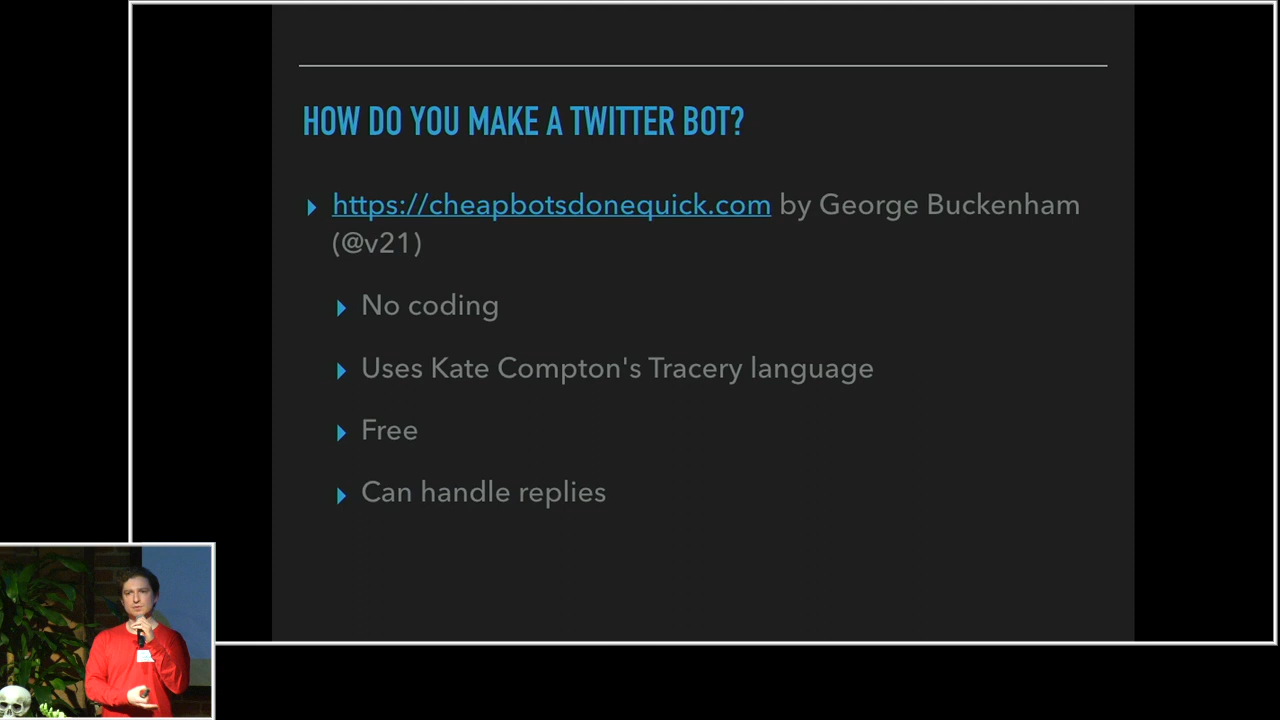 HOW DO YOU MAKE A TWITTER BOT?
https://cheapbotsdonequick.com by George Buckenham
(@v21)
No coding
Uses Kate Compton's Tracery language
Free
Can handle replies